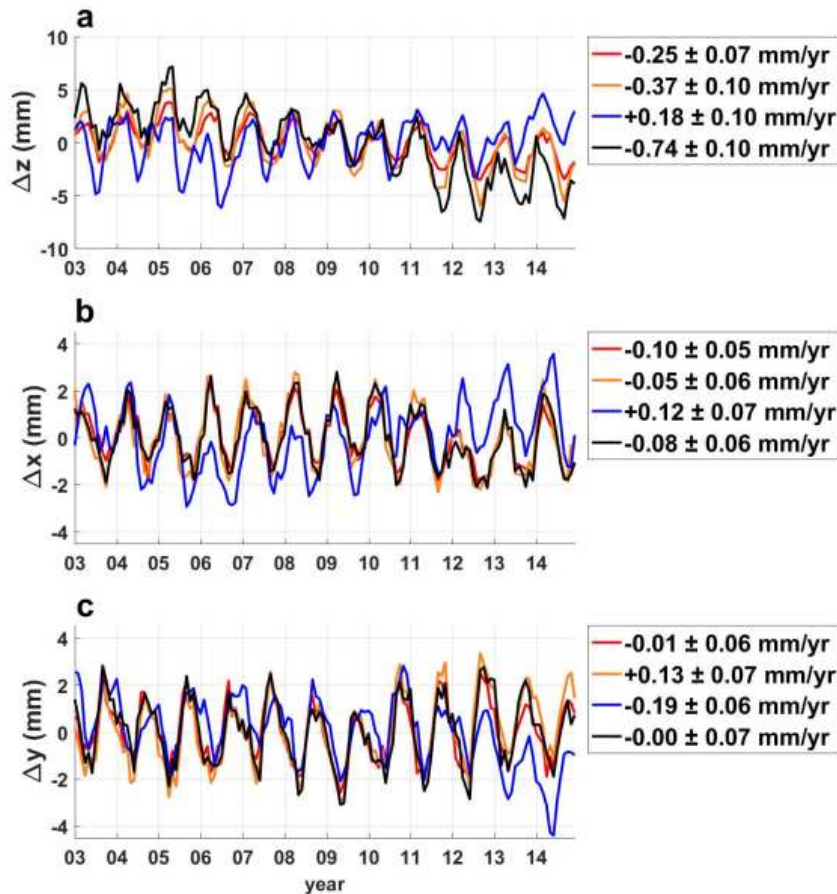 a
10
5
0
-5
-10
Δz (mm)
03 04 05 06 07 08 09 10 11 12 13 14
-0.25 ± 0.07 mm/yr
-0.37 ± 0.10 mm/yr
+0.18 ± 0.10 mm/yr
-0.74 ± 0.10 mm/yr
b
4
2
0
-2
-4
Δx (mm)
03 04 05 06 07 08 09 10 11 12 13 14
-0.10 ± 0.05 mm/yr
-0.05 ± 0.06 mm/yr
+0.12 ± 0.07 mm/yr
-0.08 ± 0.06 mm/yr
c
4
2
0
-2
-4
Δy (mm)
03 04 05 06 07 08 09 10 11 12 13 14
year
-0.01 ± 0.06 mm/yr
+0.13 ± 0.07 mm/yr
-0.19 ± 0.06 mm/yr
-0.00 ± 0.07 mm/yr